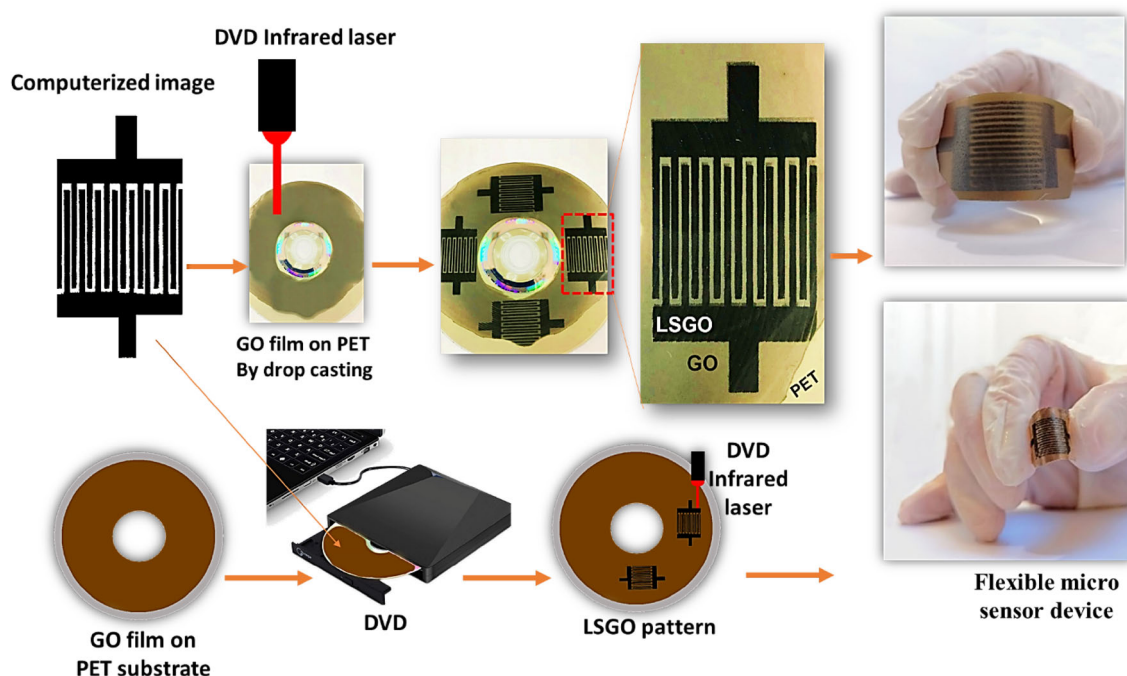 DVD Infrared laser
Computerized image
GO film on PET
By drop casting
LSGO
GO
PET
GO film on
PET substrate
DVD
DVD
Infrared
laser
LSGO pattern
Flexible micro
sensor device